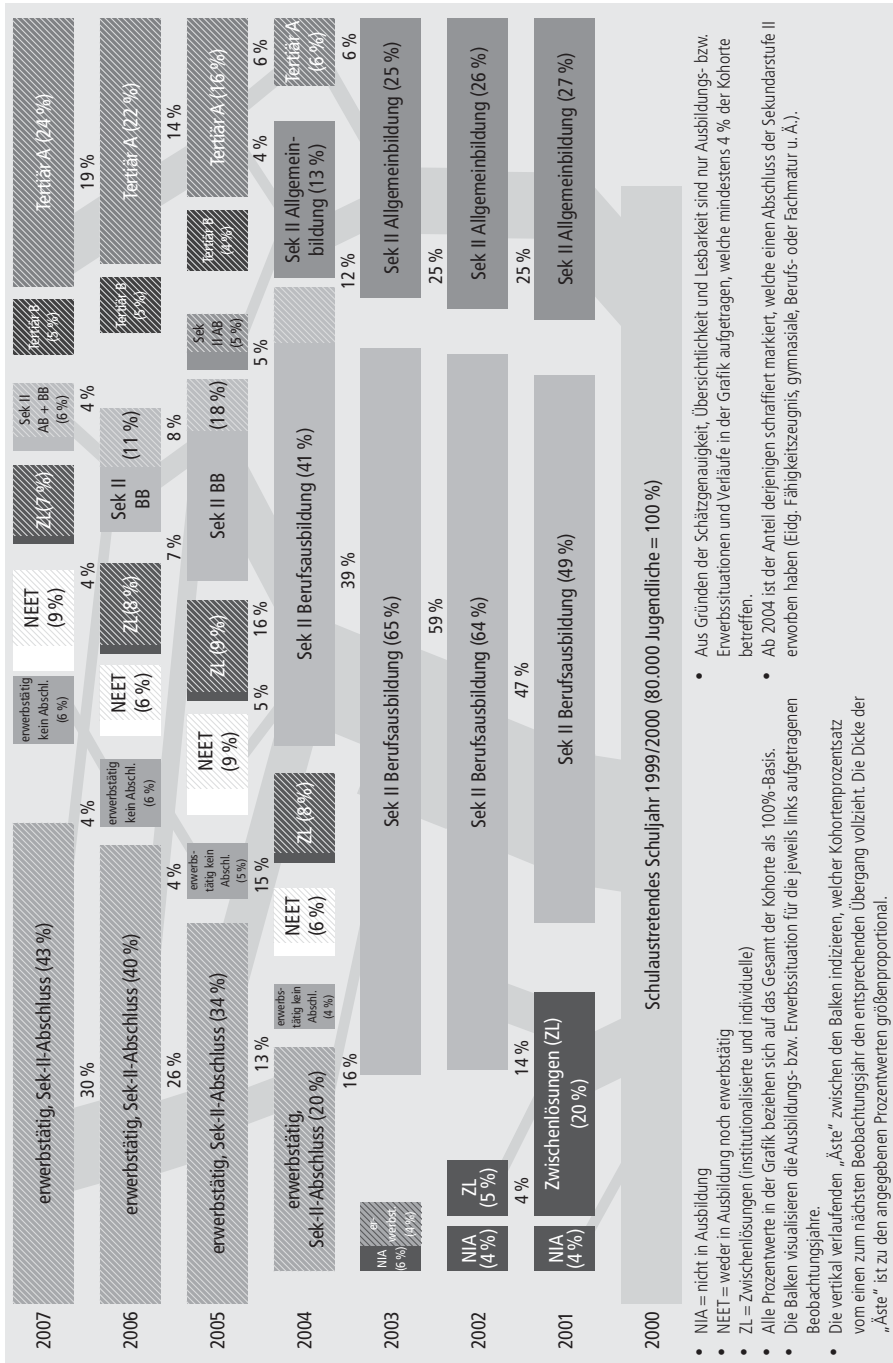 2007
erwerbstätig, Sek-II-Abschluss (43 %)
erwerbstätig
kein Abschl.
(6 %)
NEET
(9 %)
ZL (7 %)
Sek II
AB + BB
(6 %)
Tertiär B
(5 %)
Tertiär A (24 %)
30 %
4 %
4 %
4 %
19 %
2006
erwerbstätig, Sek-II-Abschluss (40 %)
erwerbstätig
kein Abschl.
(6 %)
NEET
(6 %)
ZL (8 %)
Sek II
BB
(11 %)
Tertiär B
(5 %)
Tertiär A (22 %)
26 %
4 %
7 %
8 %
14 %
2005
erwerbstätig, Sek-II-Abschluss (34 %)
erwerbs-
tätig kein
Abschl.
(5 %)
NEET
(9 %)
ZL (9 %)
Sek II BB
(18 %)
Sek
II AB
(5 %)
Tertiär B
(4 %)
Tertiär A (16 %)
13 %
15 %
5 %
16 %
5 %
4 %
6 %
2004
erwerbstätig,
Sek-II-Abschluss (20 %)
erwerbs-
tätig kein
Abschl.
(4 %)
NEET
(6 %)
ZL (8 %)
Sek II Berufsausbildung (41 %)
Sek II Allgemein-
bildung (13 %)
Tertiär A
(6 %)
16 %
39 %
12 %
6 %
2003
NIA
(6 %)
er-
werbst.
(4 %)
Sek II Berufsausbildung (65 %)
Sek II Allgemeinbildung (25 %)
59 %
25 %
2002
NIA
(4 %)
ZL
(5 %)
Sek II Berufsausbildung (64 %)
Sek II Allgemeinbildung (26 %)
4 %
14 %
47 %
25 %
2001
NIA
(4 %)
Zwischenlösungen (ZL)
(20 %)
Sek II Berufsausbildung (49 %)
Sek II Allgemeinbildung (27 %)
2000
Schulaustretendes Schuljahr 1999/2000 (80.000 Jugendliche = 100 %)
• NIA = nicht in Ausbildung
• NEET = weder in Ausbildung noch erwerbstätig
• ZL = Zwischenlösungen (institutionalisierte und individuelle)
• Alle Prozentwerte in der Grafik beziehen sich auf das Gesamt der Kohorte als 100%-Basis.
• Die Balken visualisieren die Ausbildungs- bzw. Erwerbssituation für die jeweils links aufgetragenen
Beobachtungsjahre.
• Die vertikal verlaufenden „Äste“ zwischen den Balken indizieren, welcher Kohortenprozentsatz
vom einen zum nächsten Beobachtungsjahr den entsprechenden Übergang vollzieht. Die Dicke der
„Äste“ ist zu den angegebenen Prozentwerten größenproportional.
• Aus Gründen der Schätzgenauigkeit, Übersichtlichkeit und Lesbarkeit sind nur Ausbildungs- bzw.
Erwerbssituationen und Verläufe in der Grafik aufgetragen, welche mindestens 4 % der Kohorte
betreffen.
• Ab 2004 ist der Anteil derjenigen schraffiert markiert, welche einen Abschluss der Sekundarstufe II
erworben haben (Eidg. Fähigkeitszeugnis, gymnasiale, Berufs- oder Fachmatur u. Ä.).